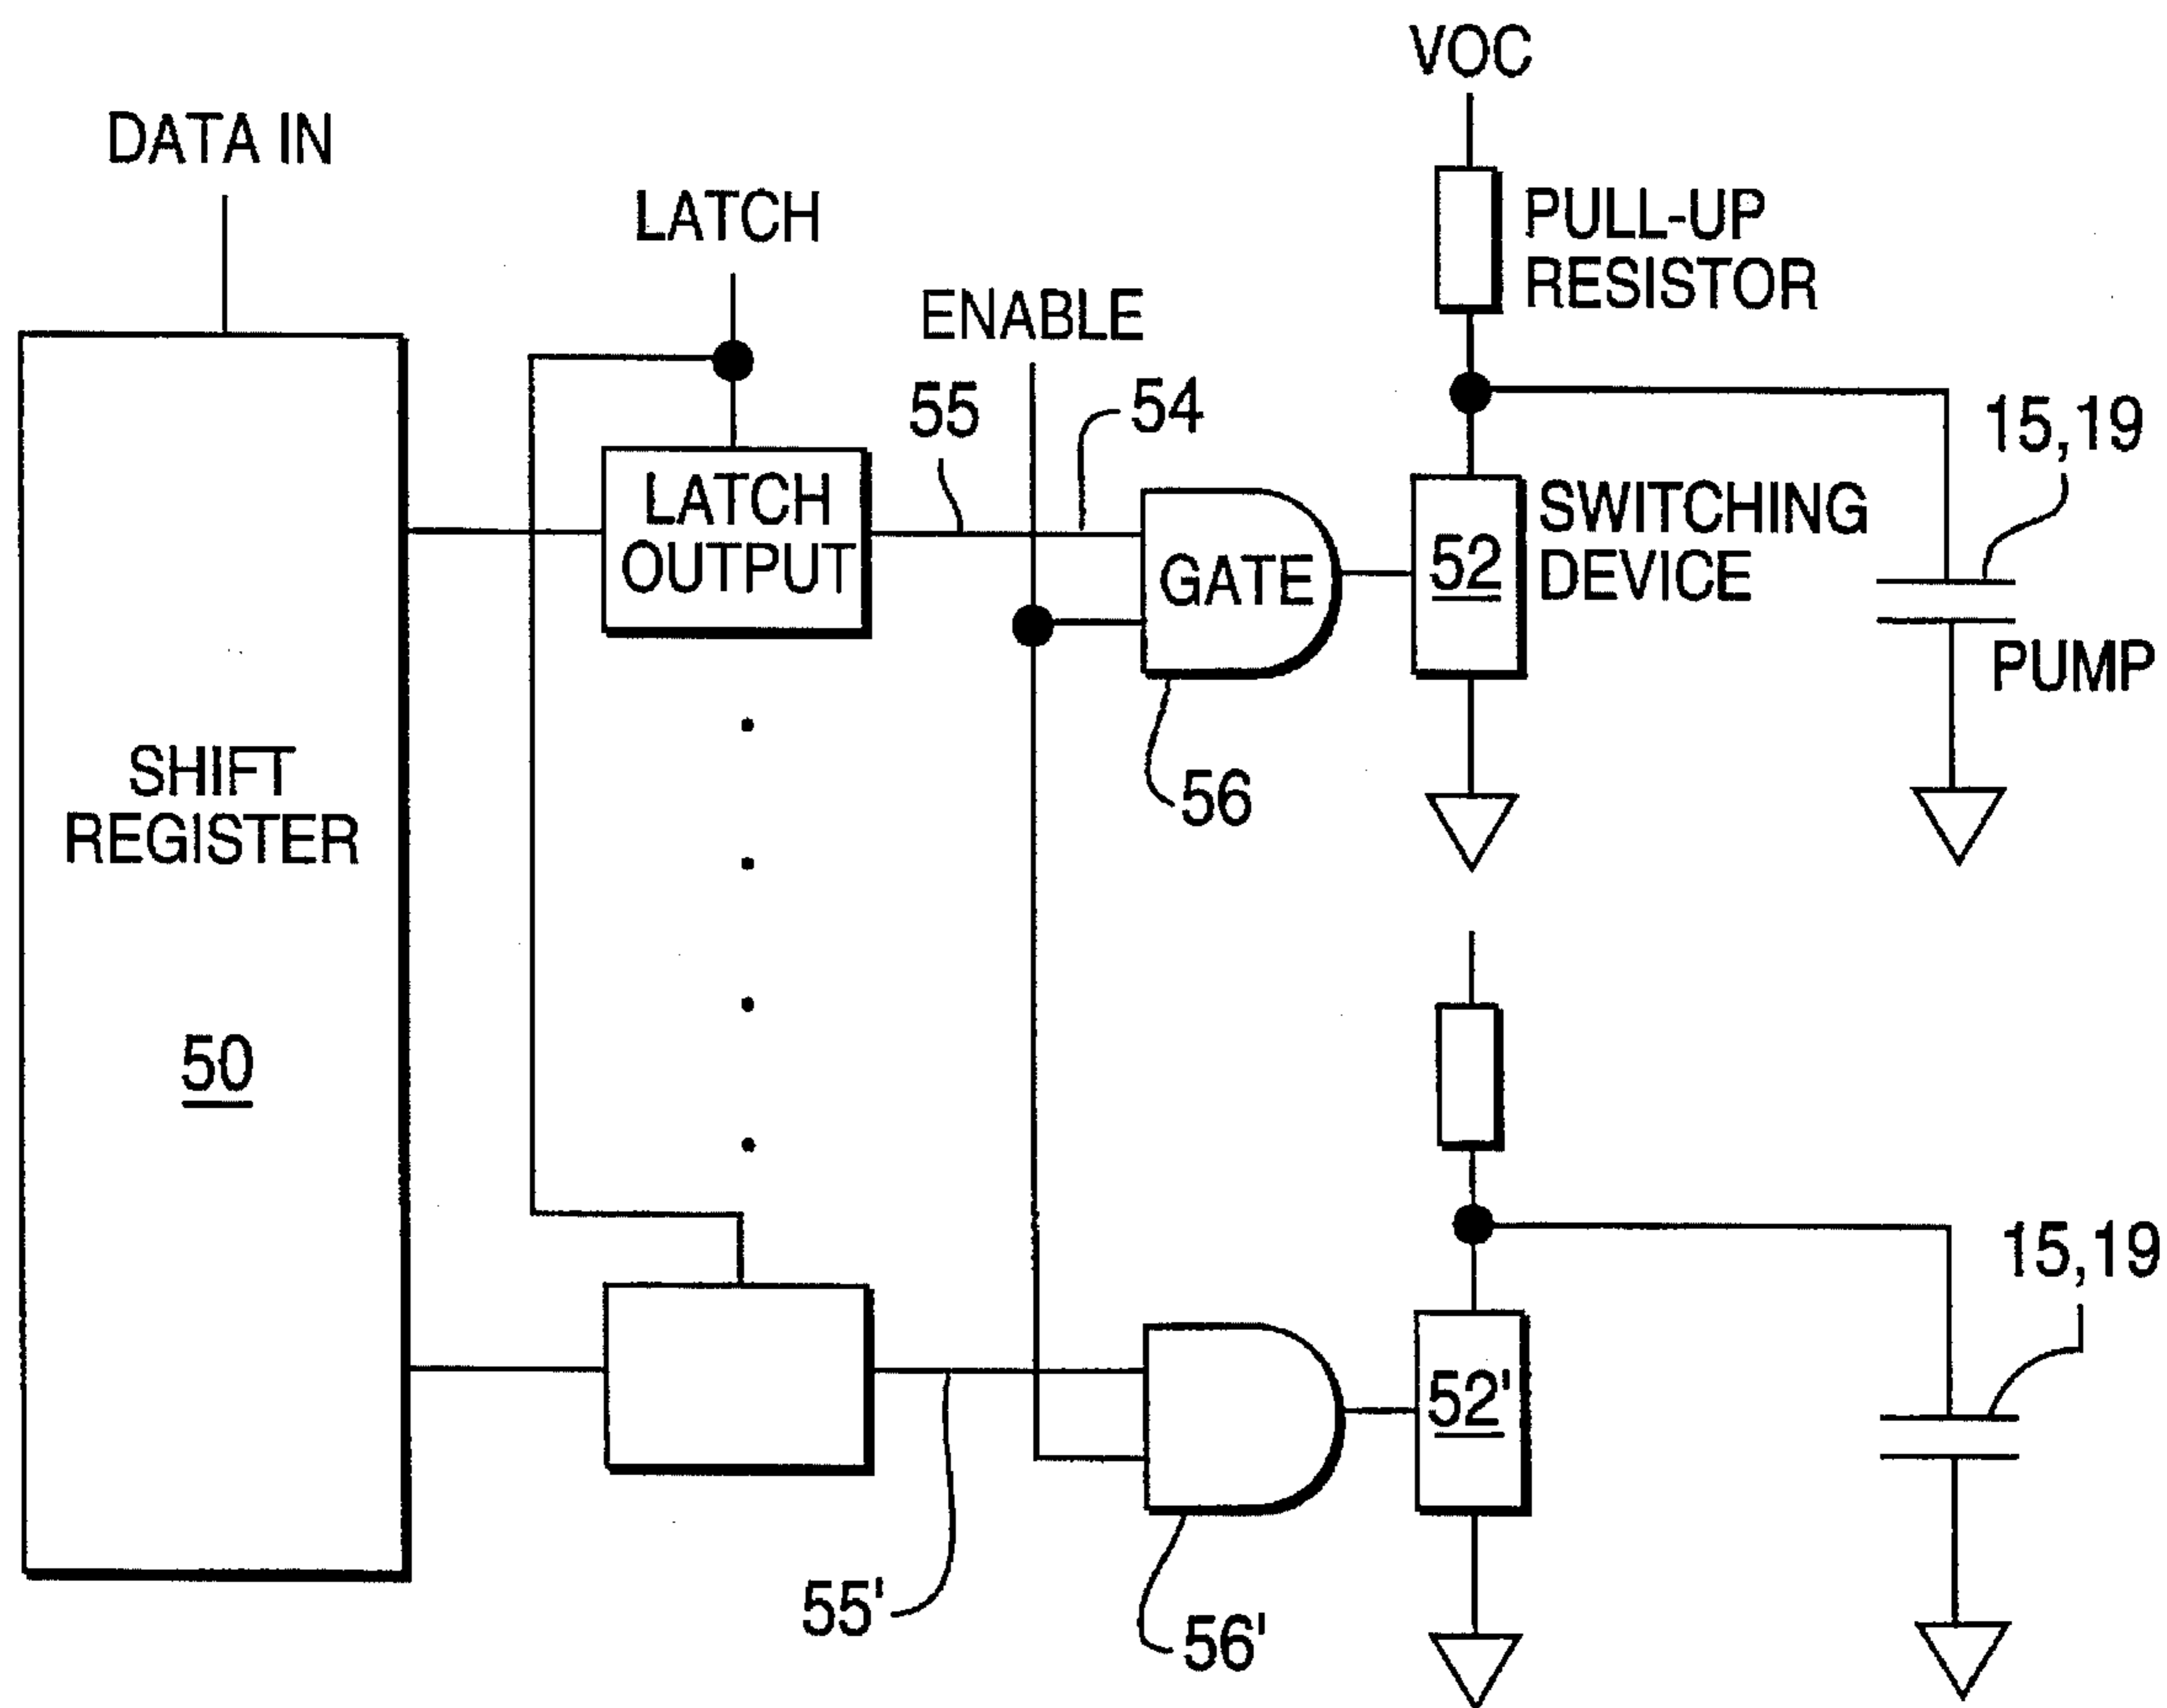 VOC
DATA IN
LATCH
PULL-UP
RESISTOR
ENABLE
55
54
15,19
LATCH
OUTPUT
GATE
52
SWITCHING
DEVICE
PUMP
56
SHIFT
REGISTER
50
15,19
52'
55'
56'